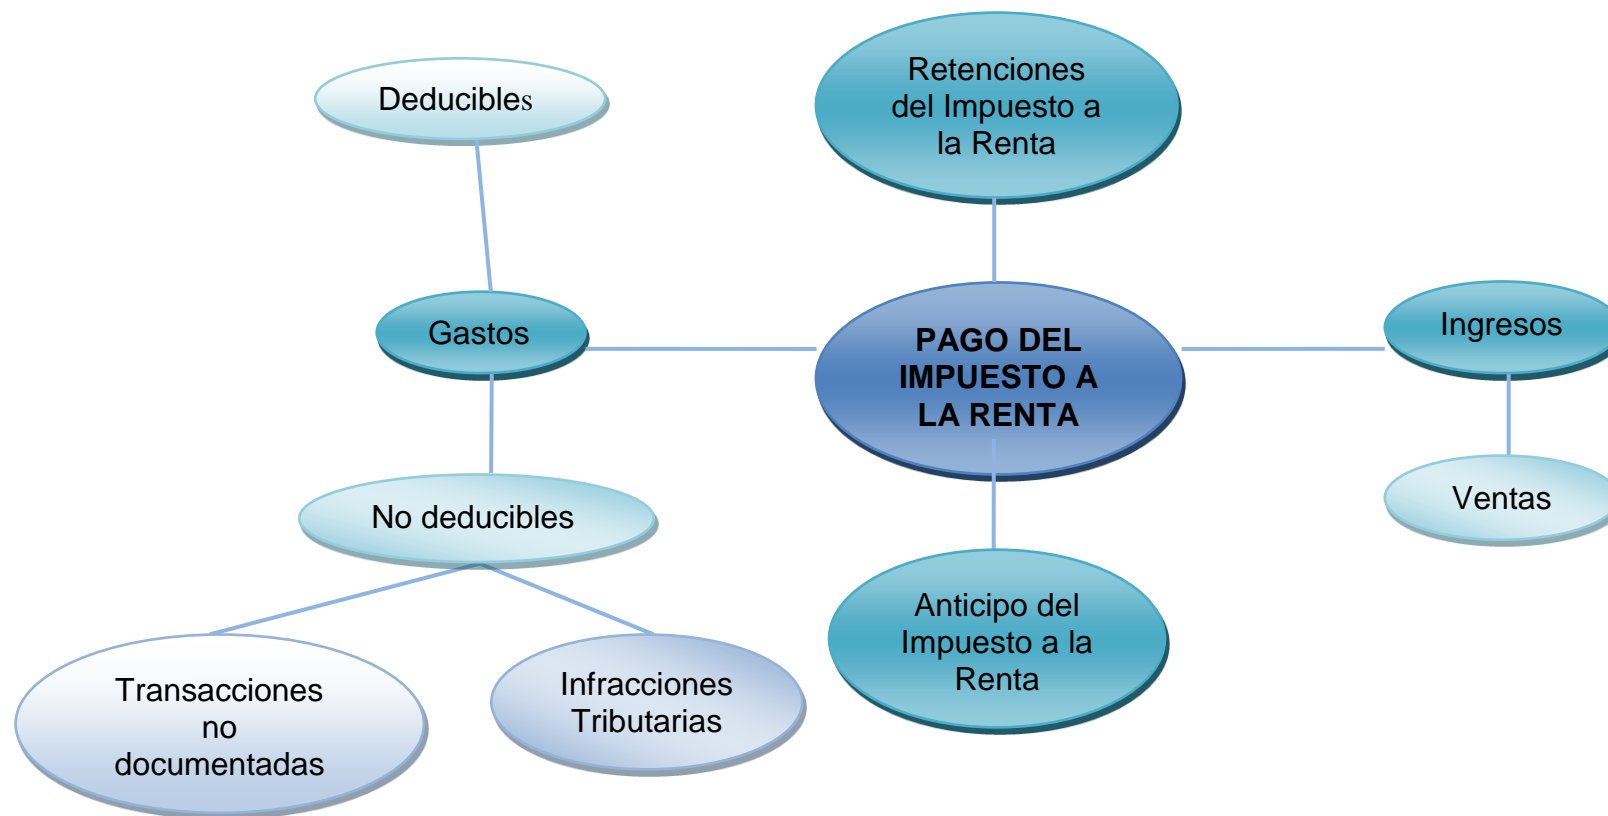 Deducibles
Retenciones
del Impuesto a
la Renta
Gastos
PAGO DEL
IMPUESTO A
LA RENTA
Ingresos
No deducibles
Ventas
Anticipo del
Impuesto a la
Renta
Transacciones
no
documentadas
Infracciones
Tributarias